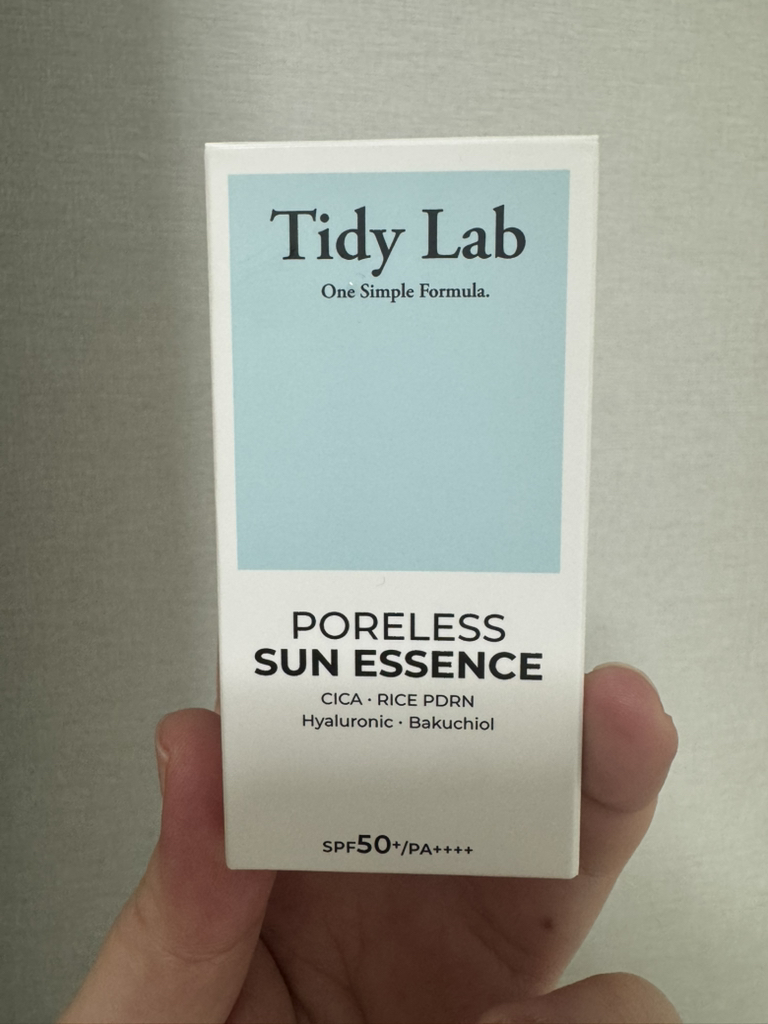 Tidy Lab
One Simple Formula.
PORELESS
SUN ESSENCE
CICA · RICE PDRN
Hyaluronic · Bakuchiol
SPF50+/PA++++